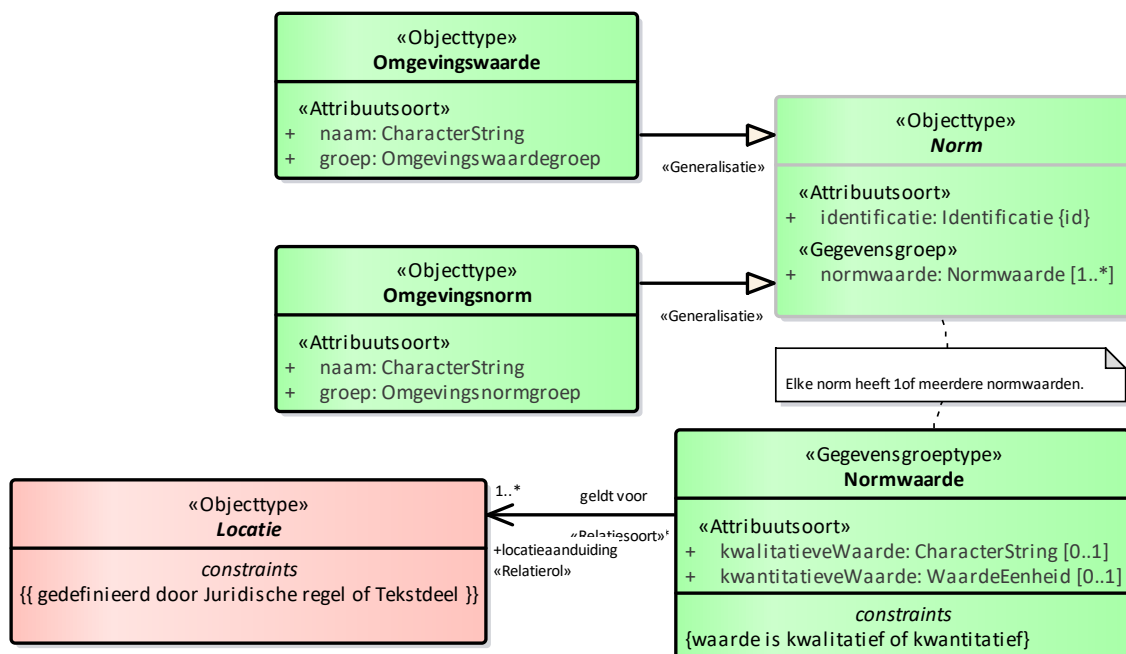 «Objecttype»
Omgevingswaarde
«Attribuutsoort»
+ naam: CharacterString
+ groep: Omgevingswaardegroep
«Generalisatie»
«Objecttype»
Norm
«Attribuutsoort»
+ identificatie: Identificatie {id}
«Gegevensgroep»
+ normwaarde: Normwaarde [1..*]
«Objecttype»
Omgevingsnorm
«Attribuutsoort»
+ naam: CharacterString
+ groep: Omgevingsnormgroep
«Generalisatie»
Elke norm heeft 1of meerdere normwaarden.
«Gegevensgroeptype»
Normwaarde
«Attribuutsoort»
+ kwalitatieveWaarde: CharacterString [0..1]
+ kwantitatieveWaarde: WaardeEenheid [0..1]
constraints
{waarde is kwalitatief of kwantitatief}
1..*
geldt voor
«Relatiesoort»*
+locatieaanduiding
«Relatierol»
«Objecttype»
Locatie
constraints
{{ gedefinieerd door Juridische regel of Tekstdeel }}